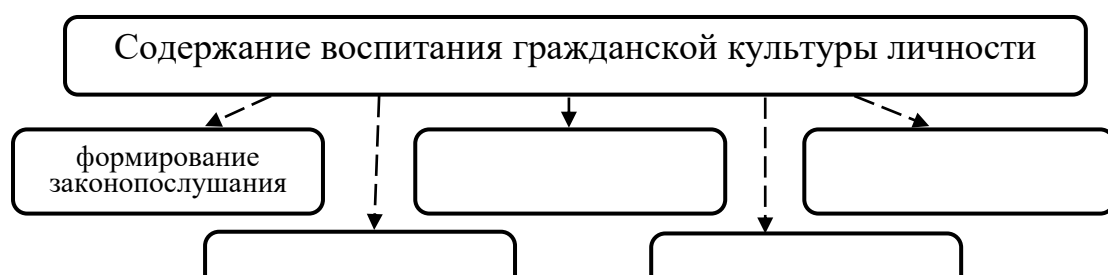 Содержание воспитания гражданской культуры личности
формирование
законопослушания